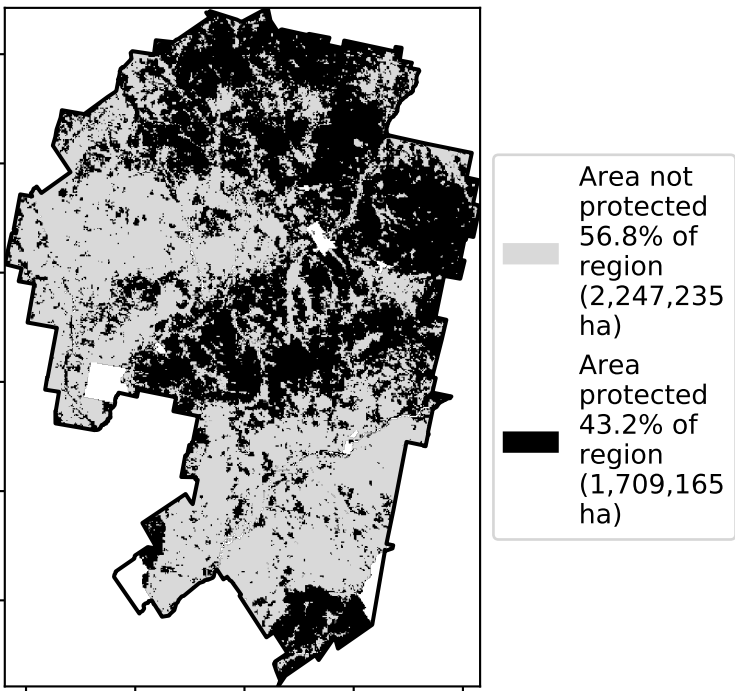 Area not
protected
56.8% of
region
(2,247,235
ha)
Area
protected
43.2% of
region
(1,709,165
ha)